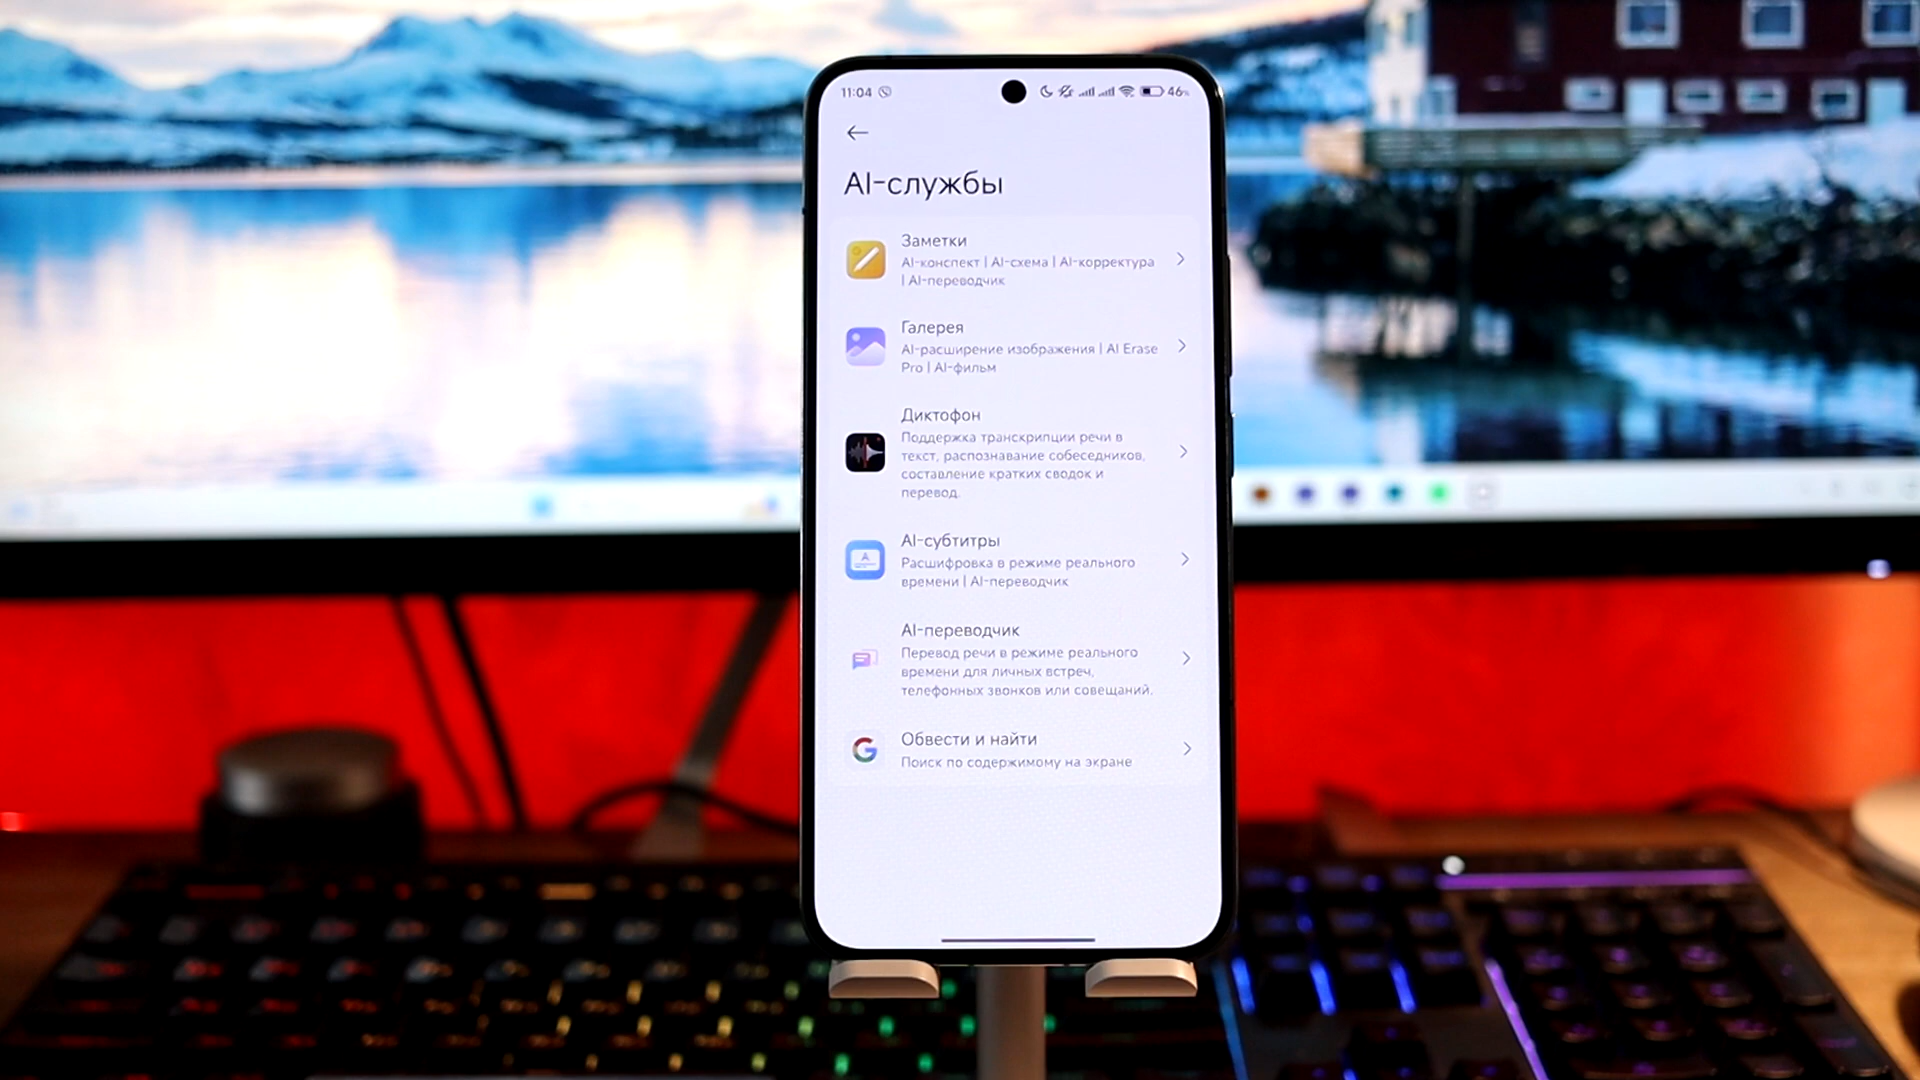 11:04
46%
AI-службы
Заметки
AI-конспект | AI-схема | AI-корректура
| AI-переводчик
Галерея
AI-расширение изображения | AI Erase
Pro | AI-фильм
Диктофон
Поддержка транскрипции речи в
текст, распознавание собеседников,
составление кратких сводок и
перевод.
AI-субтитры
Расшифровка в режиме реального
времени | AI-переводчик
AI-переводчик
Перевод речи в режиме реального
времени для личных встреч,
телефонных звонков или совещаний.
Обвести и найти
Поиск по содержимому на экране